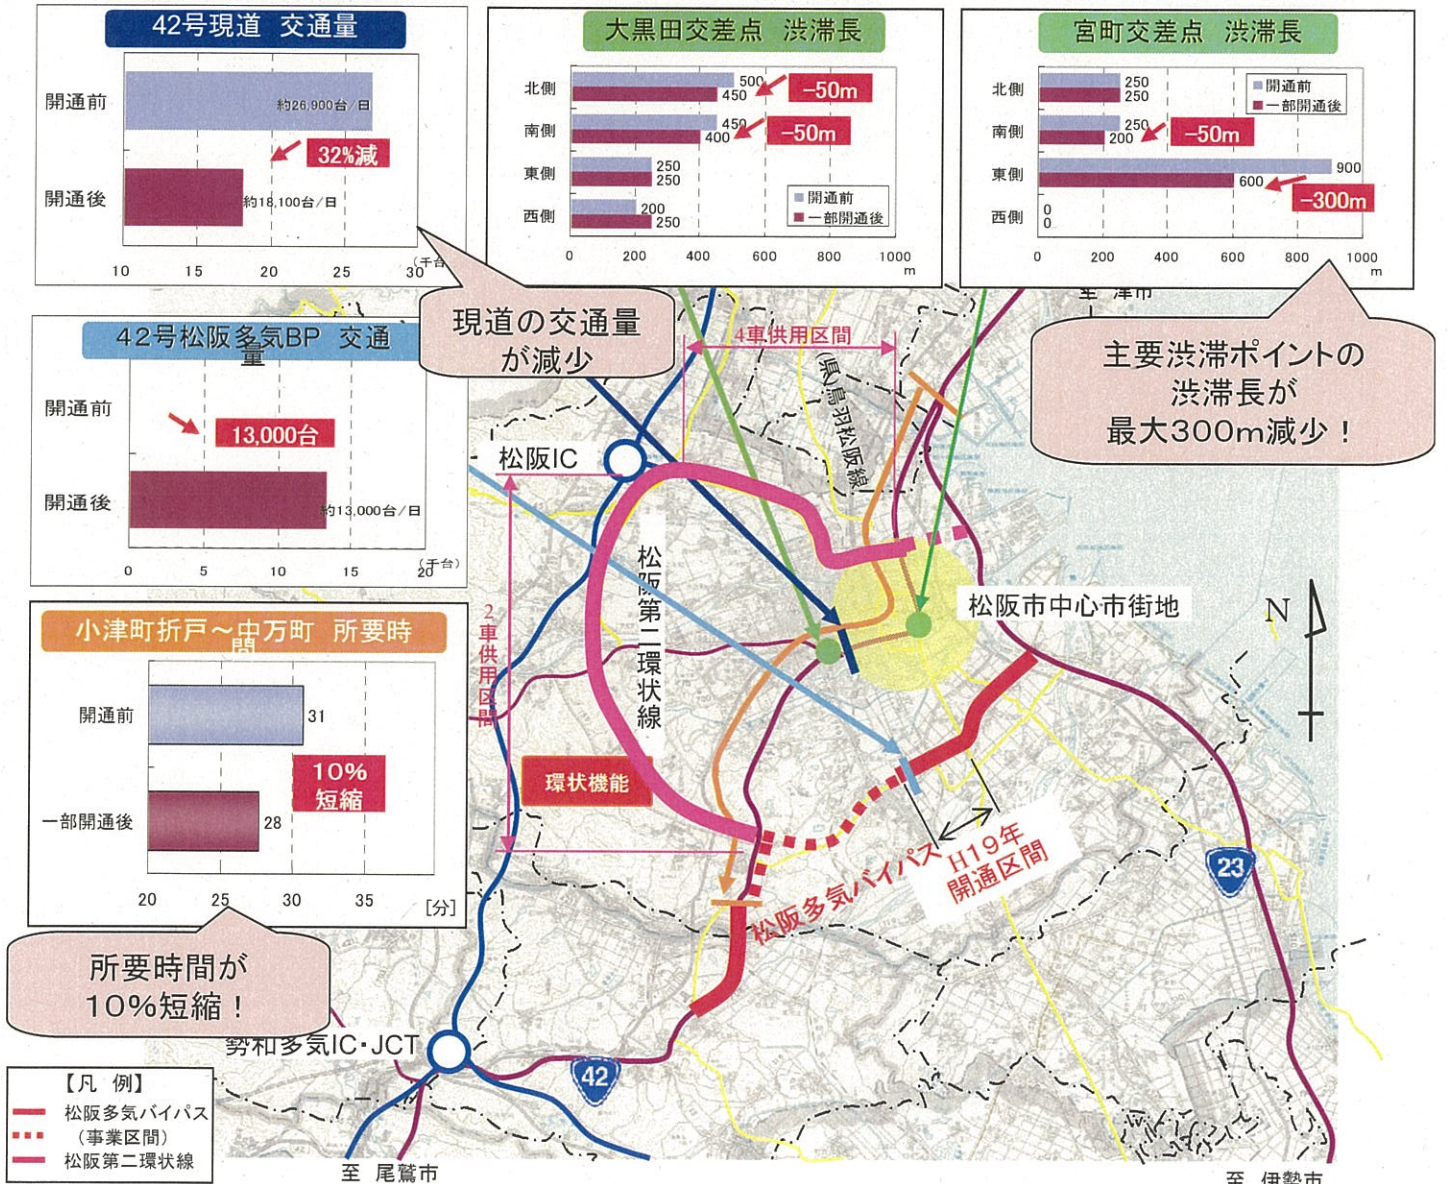 42号現道 交通量
開通前
約26,900台/日
32%減
開通後
約18,100台/日
10 15 20 25 30
(千台)
大黒田交差点 渋滞長
北側
500
450
−50m
南側
450
400
−50m
東側
250
250
西側
200
250
開通前
一部開通後
0 200 400 600 800 1000
m
宮町交差点 渋滞長
北側
250
250
開通前
一部開通後
南側
250
200
−50m
東側
900
600
−300m
西側
0
0
0 200 400 600 800 1000
m
現道の交通量
が減少
主要渋滞ポイントの
渋滞長が
最大300m減少！
42号松阪多気BP 交通
量
開通前
13,000台
開通後
約13,000台/日
0 5 10 15 20
(千台)
小津町折戸～中万町 所要時
間
開通前
31
10%
短縮
一部開通後
28
20 25 30 35 [分]
所要時間が
10%短縮！
至 津市
4車供用区間
(県)鳥羽松阪線
松阪IC
松阪第二環状線
2車供用区間
松阪市中心市街地
N
環状機能
松阪多気バイパス
H19年
開通区間
23
勢和多気IC・JCT
42
【凡 例】
松阪多気バイパス
（事業区間）
松阪第二環状線
至 尾鷲市
至 伊勢市